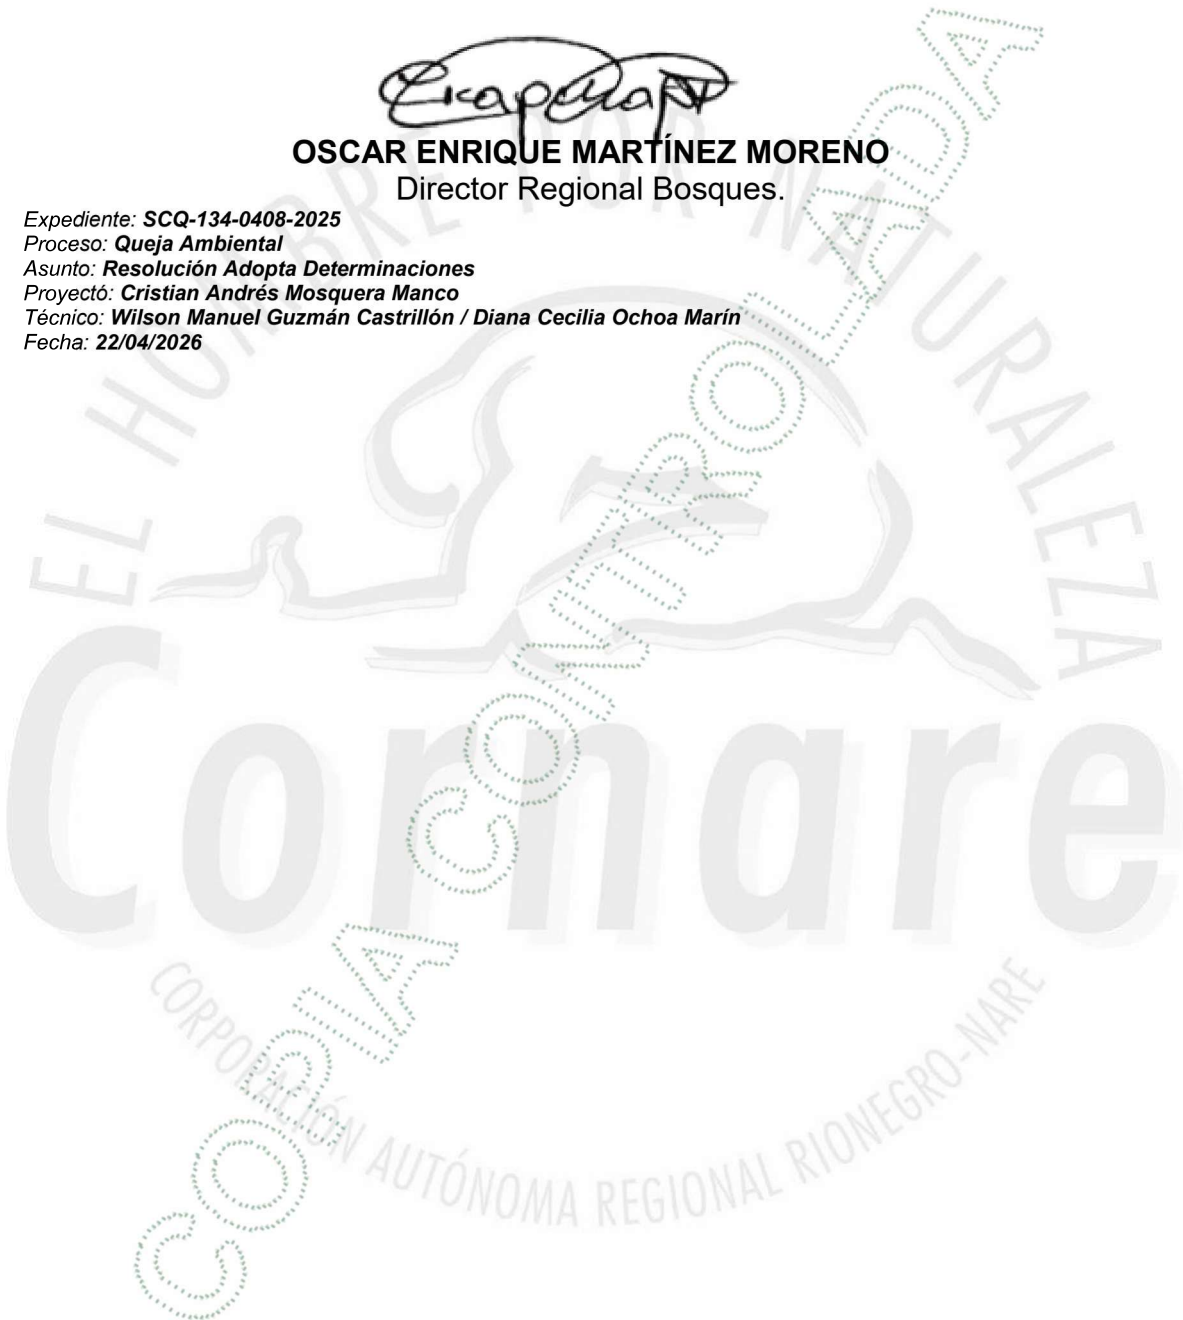 OSCAR ENRIQUE MARTÍNEZ MORENO
Director Regional Bosques.
Expediente: SCQ-134-0408-2025
Proceso: Queja Ambiental
Asunto: Resolución Adopta Determinaciones
Proyectó: Cristian Andrés Mosquera Manco
Técnico: Wilson Manuel Guzmán Castrillón / Diana Cecilia Ochoa Marín
Fecha: 22/04/2026
EL HOMBRE POR NATURALEZA
Cornare
CORPORACIÓN AUTÓNOMA REGIONAL RIONEGRO-NARE
COPIA CONTROLADA